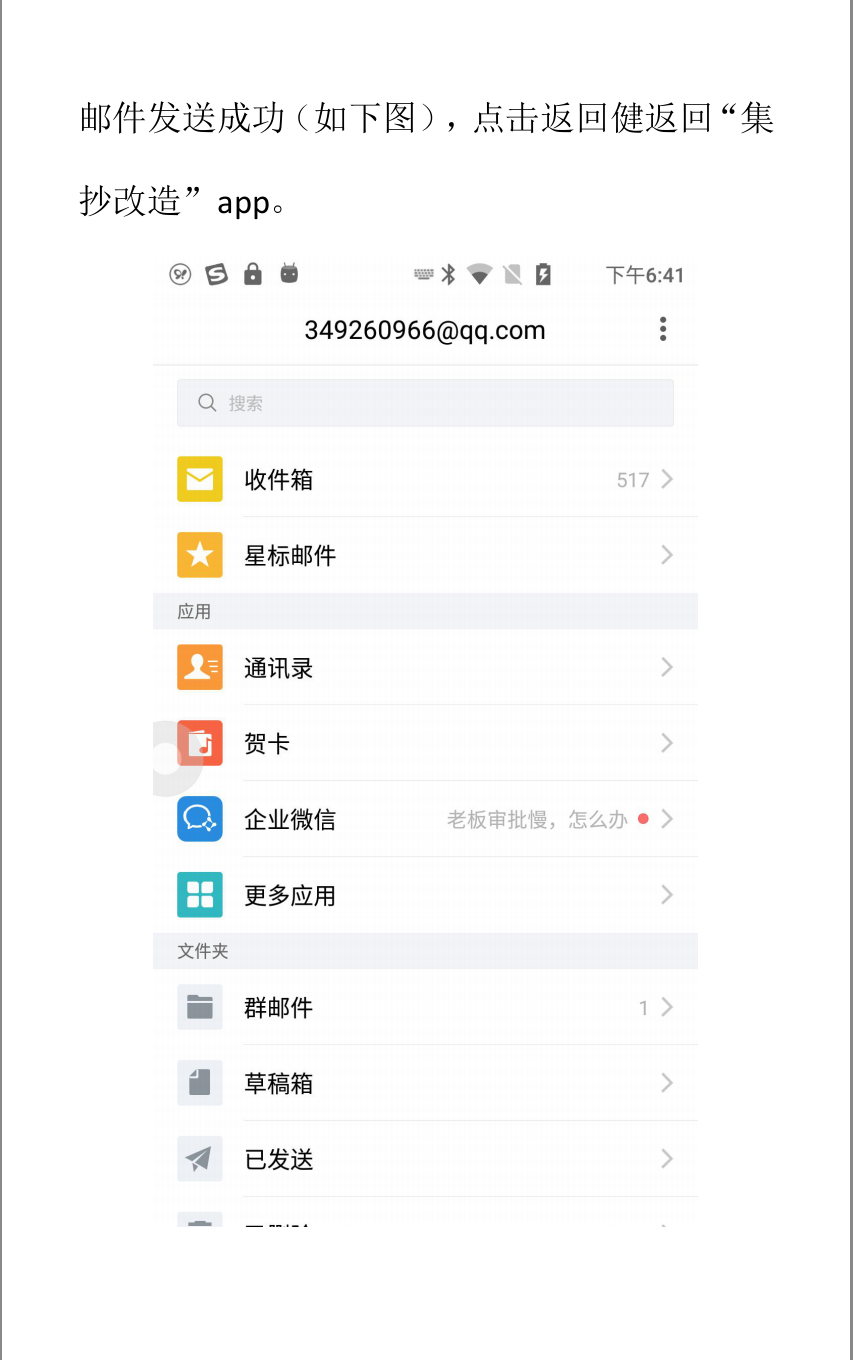 邮件发送成功（如下图），点击返回健返回“集
抄改造”app。
下午6:41
349260966@qq.com
搜索
收件箱 517
星标邮件
应用
通讯录
贺卡
企业微信 老板审批慢，怎么办
更多应用
文件夹
群邮件 1
草稿箱
已发送